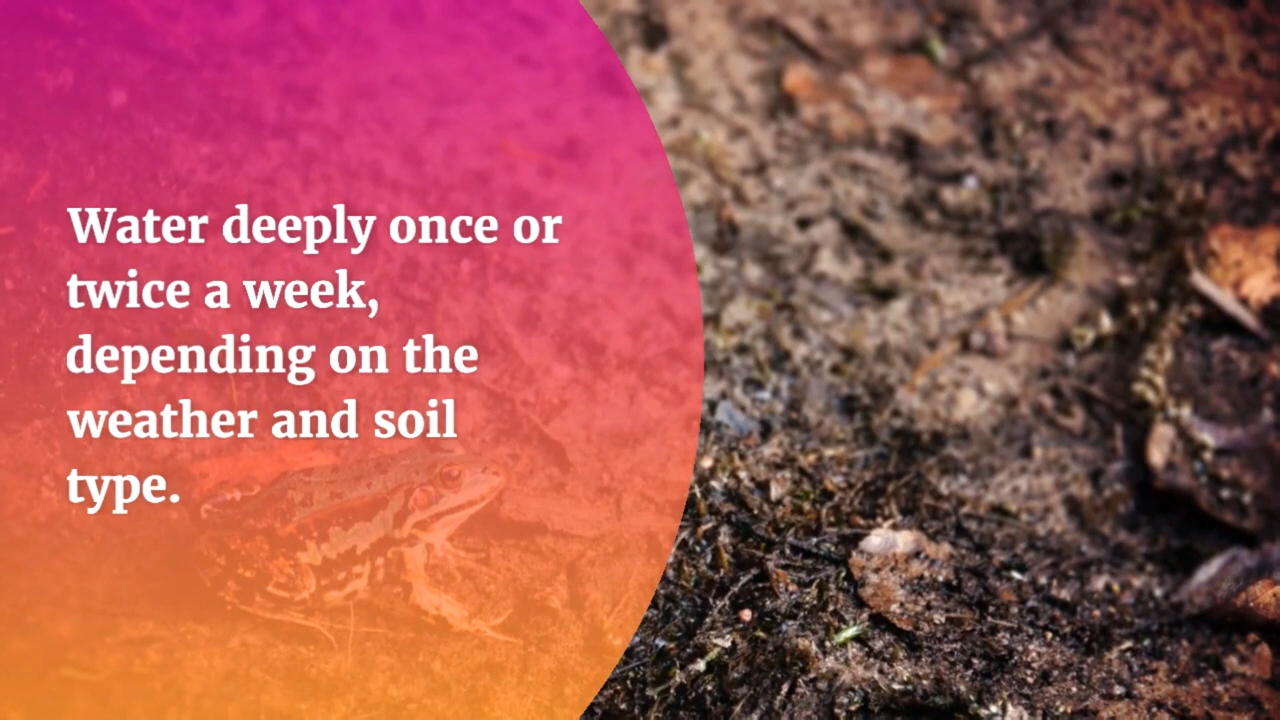 Water deeply once or
twice a week,
depending on the
weather and soil
type.